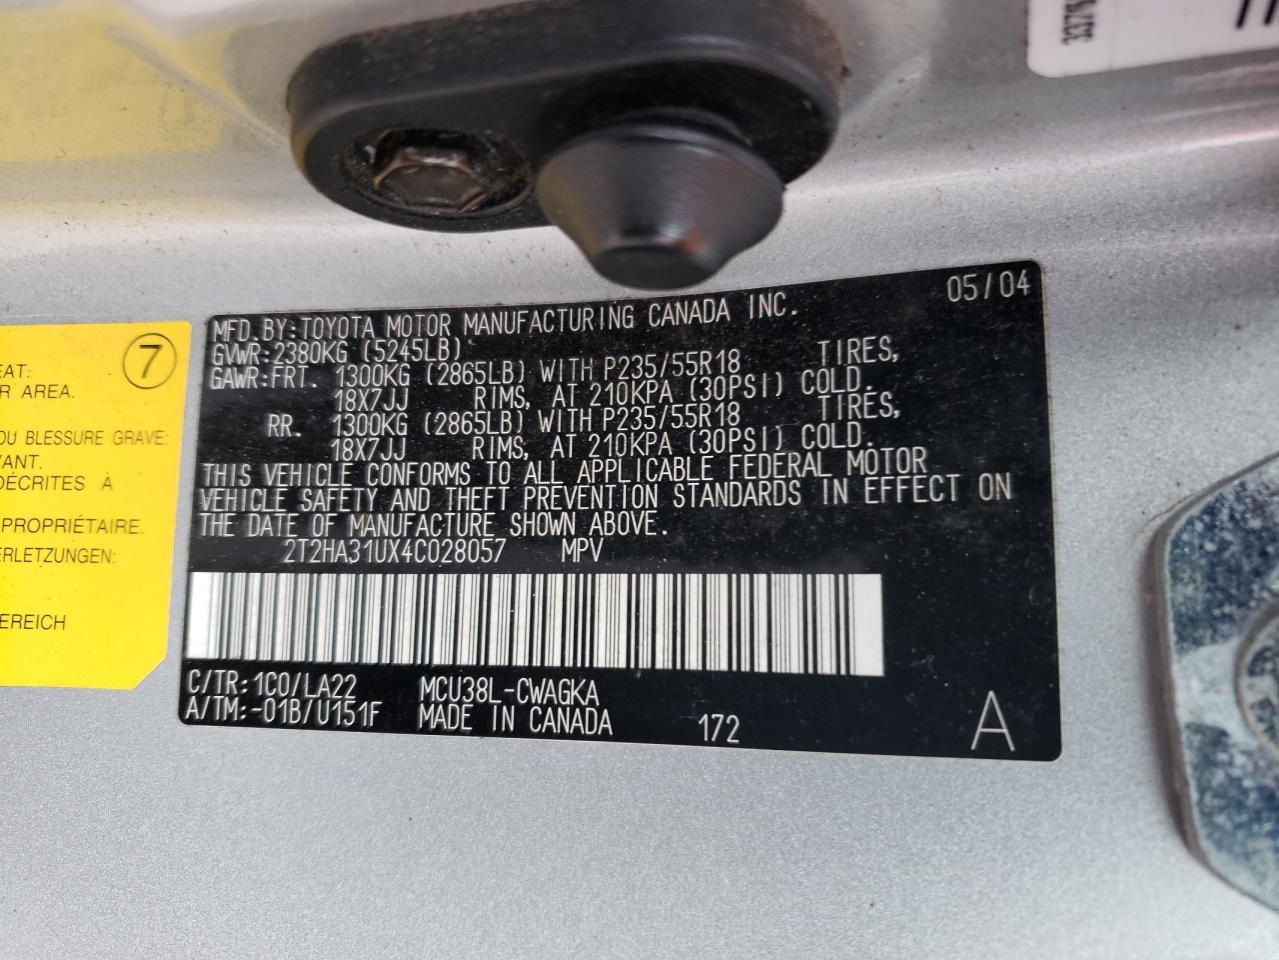 05/04
MFD.BY:TOYOTA MOTOR MANUFACTURING CANADA INC.
GVWR:2380KG (5245LB)
GAWR:FRT. 1300KG (2865LB) WITH P235/55R18 TIRES,
18X7JJ RIMS, AT 210KPA (30PSI) COLD.
RR. 1300KG (2865LB) WITH P235/55R18 TIRES,
18X7JJ RIMS, AT 210KPA (30PSI) COLD.
THIS VEHICLE CONFORMS TO ALL APPLICABLE FEDERAL MOTOR
VEHICLE SAFETY AND THEFT PREVENTION STANDARDS IN EFFECT ON
THE DATE OF MANUFACTURE SHOWN ABOVE.
2T2HA31UX4C028057 MPV
C/TR:1C0/LA22 MCU38L-CWAGKA
A/TM:-01B/U151F MADE IN CANADA 172 A
7
EAT:
R AREA.
OU BLESSURE GRAVE:
VANT.
DÉCRITES À
PROPRIÉTAIRE.
ERLETZUNGEN:
EREICH